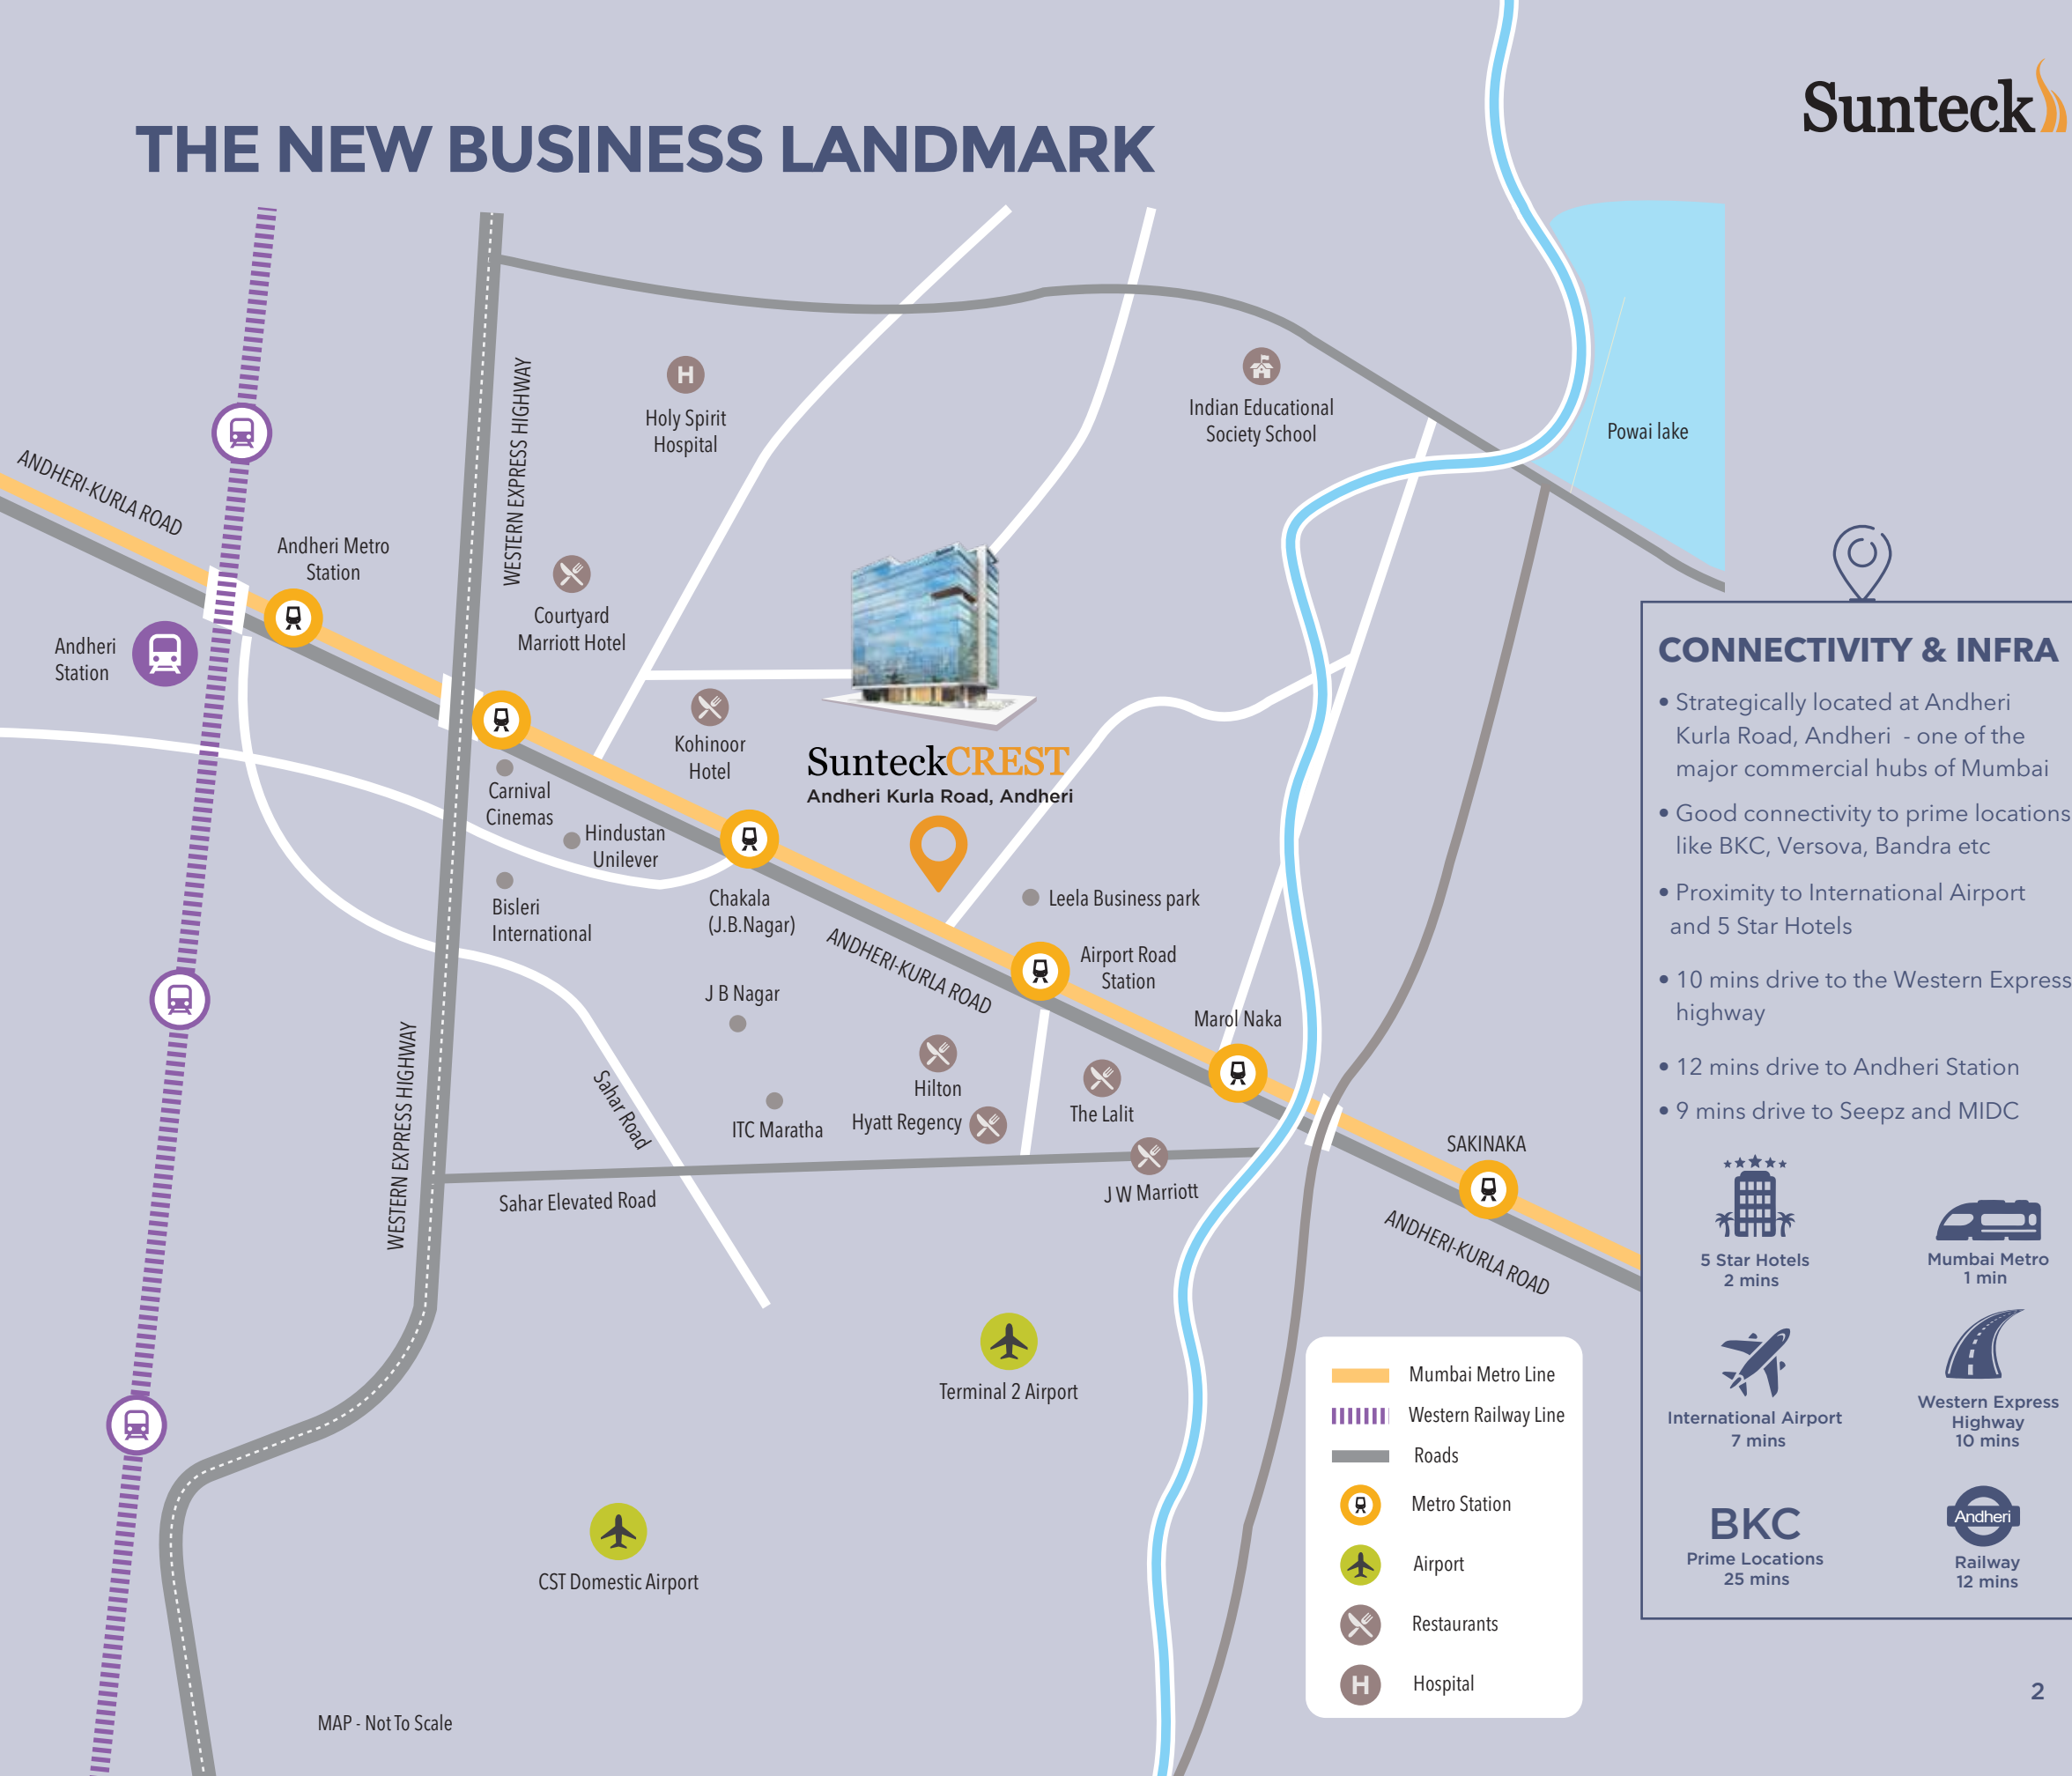 THE NEW BUSINESS LANDMARK
Sunteck
ANDHERI-KURLA ROAD
WESTERN EXPRESS HIGHWAY
H
Holy Spirit
Hospital
Indian Educational
Society School
Powai lake
Andheri Metro
Station
Andheri
Station
Courtyard
Marriott Hotel
Kohinoor
Hotel
SunteckCREST
Andheri Kurla Road, Andheri
Carnival
Cinemas
Hindustan
Unilever
Bisleri
International
Chakala
(J.B.Nagar)
Leela Business park
ANDHERI-KURLA ROAD
Airport Road
Station
J B Nagar
Marol Naka
WESTERN EXPRESS HIGHWAY
Sahar Road
Hilton
Hyatt Regency
The Lalit
ITC Maratha
SAKINAKA
J W Marriott
Sahar Elevated Road
ANDHERI-KURLA ROAD
Terminal 2 Airport
CST Domestic Airport
MAP - Not To Scale
Mumbai Metro Line
Western Railway Line
Roads
Metro Station
Airport
Restaurants
H
Hospital
CONNECTIVITY & INFRA
• Strategically located at Andheri
Kurla Road, Andheri  - one of the
major commercial hubs of Mumbai
• Good connectivity to prime locations
like BKC, Versova, Bandra etc
• Proximity to International Airport
and 5 Star Hotels
• 10 mins drive to the Western Express
highway
• 12 mins drive to Andheri Station
• 9 mins drive to Seepz and MIDC
5 Star Hotels
2 mins
Mumbai Metro
1 min
International Airport
7 mins
Western Express
Highway
10 mins
BKC
Prime Locations
25 mins
Andheri
Railway
12 mins
2